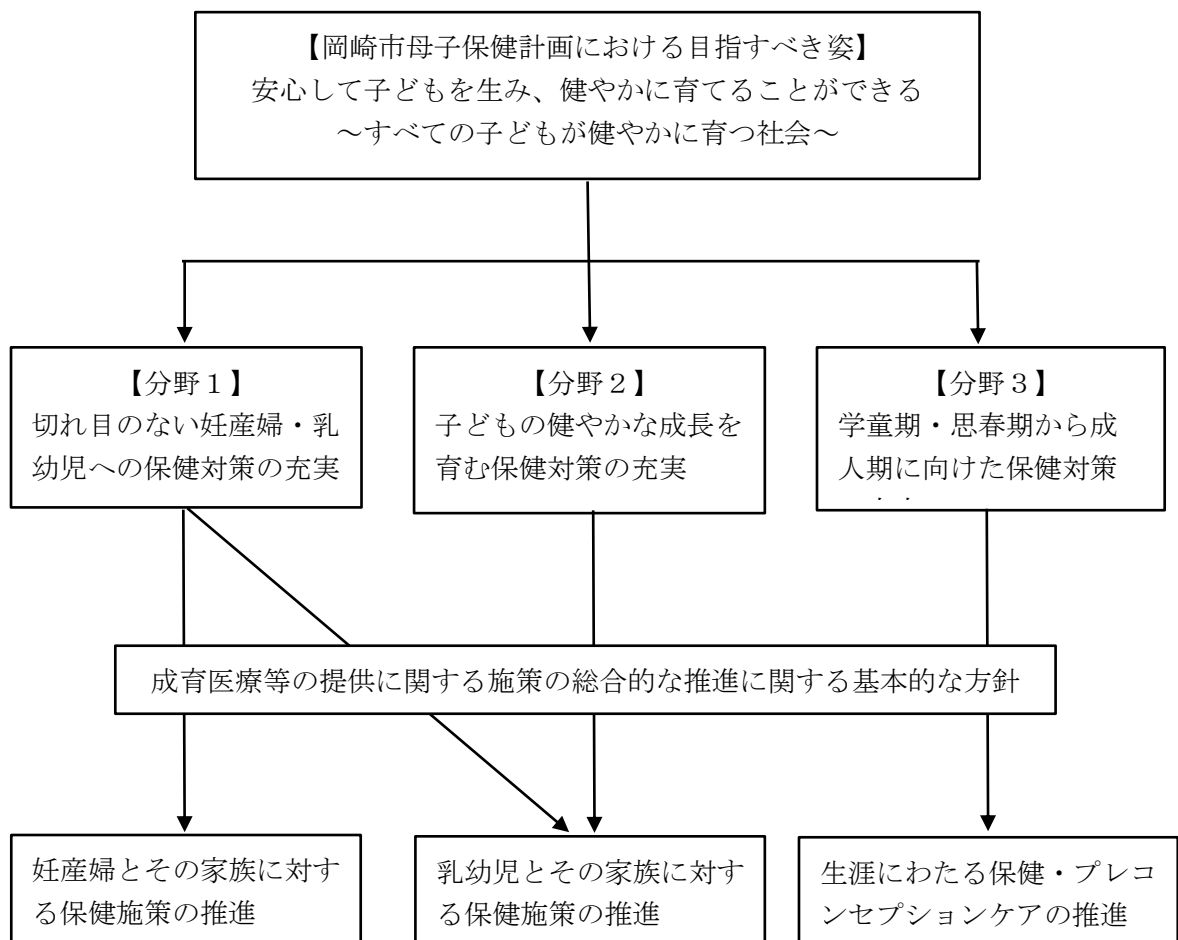 【岡崎市母子保健計画における目指すべき姿】
安心して子どもを生み、健やかに育てることができる
～すべての子どもが健やかに育つ社会～
【分野１】
切れ目のない妊産婦・乳
幼児への保健対策の充実
【分野２】
子どもの健やかな成長を
育む保健対策の充実
【分野３】
学童期・思春期から成
人期に向けた保健対策
成育医療等の提供に関する施策の総合的な推進に関する基本的な方針
妊産婦とその家族に対す
る保健施策の推進
乳幼児とその家族に対す
る保健施策の推進
生涯にわたる保健・プレコ
ンセプションケアの推進